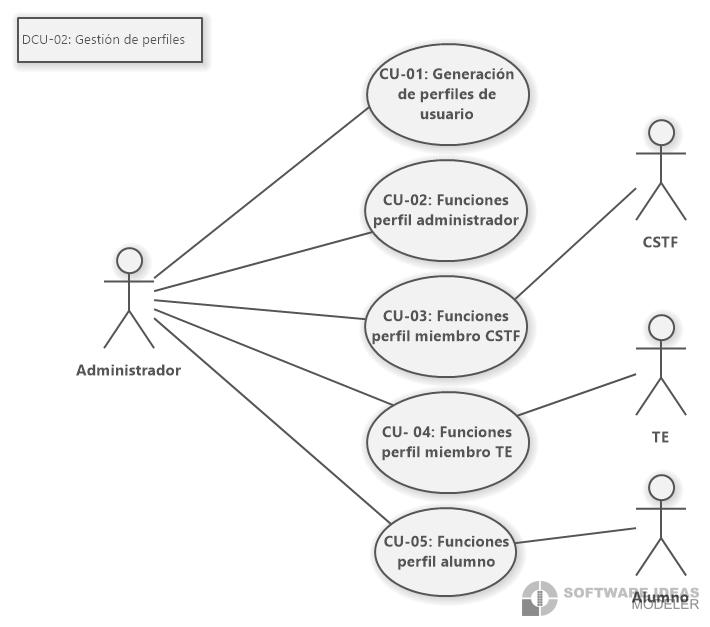 DCU-02: Gestión de perfiles
CU-01: Generación
de perfiles de
usuario
CU-02: Funciones
perfil administrador
CSTF
CU-03: Funciones
perfil miembro CSTF
Administrador
CU- 04: Funciones
perfil miembro TE
TE
CU-05: Funciones
perfil alumno
Alumno
SOFTWARE IDEAS
MODELER